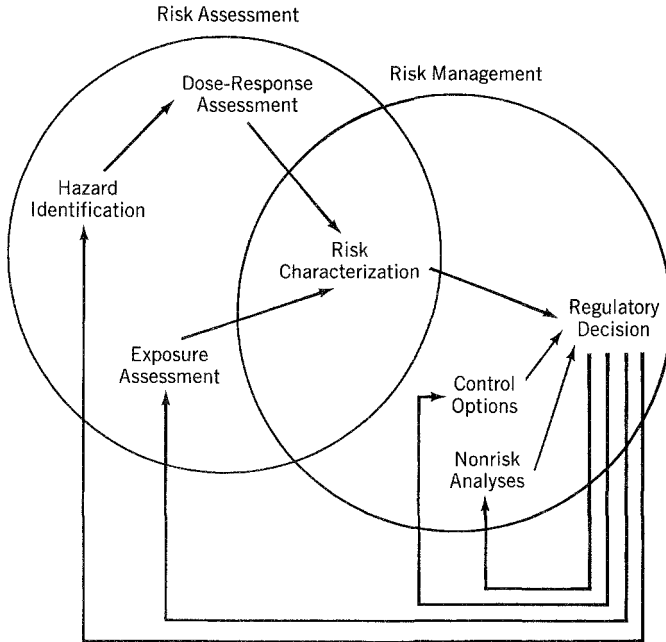 Risk Assessment
Risk Management
Dose-Response
Assessment
Hazard
Identification
Risk
Characterization
Regulatory
Decision
Exposure
Assessment
Control
Options
Nonrisk
Analyses